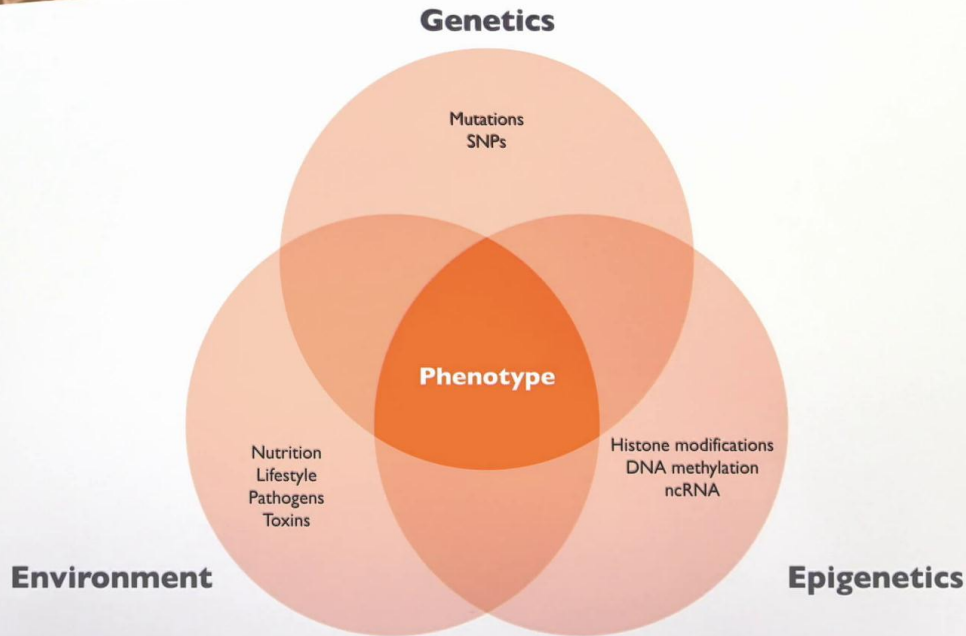 Genetics
Mutations
SNPs
Phenotype
Nutrition
Lifestyle
Pathogens
Toxins
Histone modifications
DNA methylation
ncRNA
Environment
Epigenetics